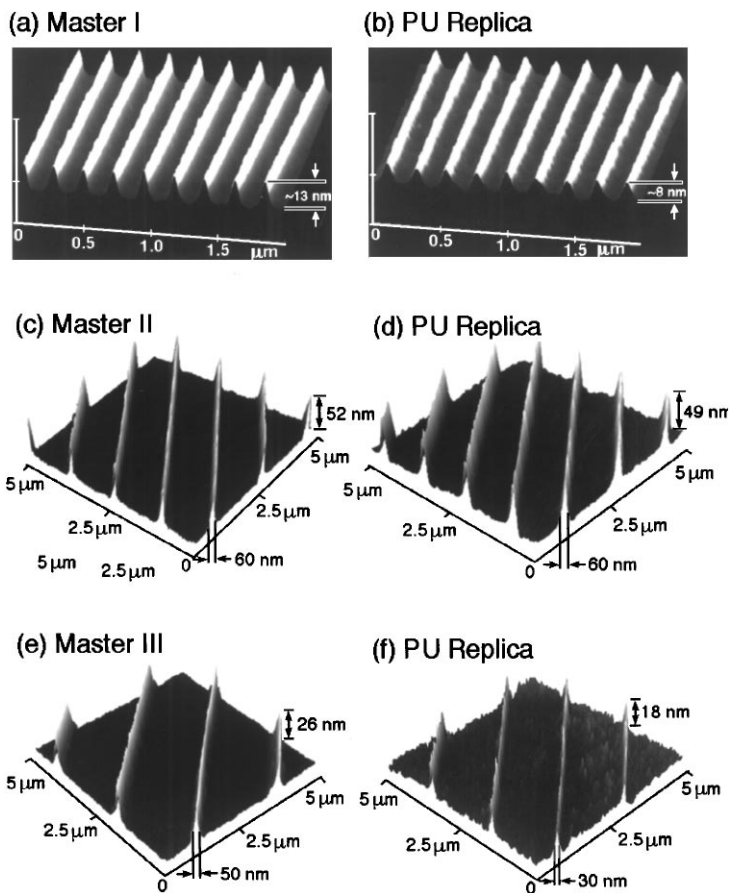 (a) Master I
(b) PU Replica
~13 nm
~8 nm
0 0.5 1.0 μm
0 0.5 1.0 1.5 μm
(c) Master II
(d) PU Replica
52 nm
49 nm
5 μm 5 μm
5 μm 5 μm
2.5 μm 2.5 μm
2.5 μm 2.5 μm
5 μm 2.5 μm
0 60 nm
0 60 nm
(e) Master III
(f) PU Replica
26 nm
18 nm
5 μm 5 μm
5 μm 5 μm
2.5 μm 2.5 μm
2.5 μm 2.5 μm
0 50 nm
0 30 nm